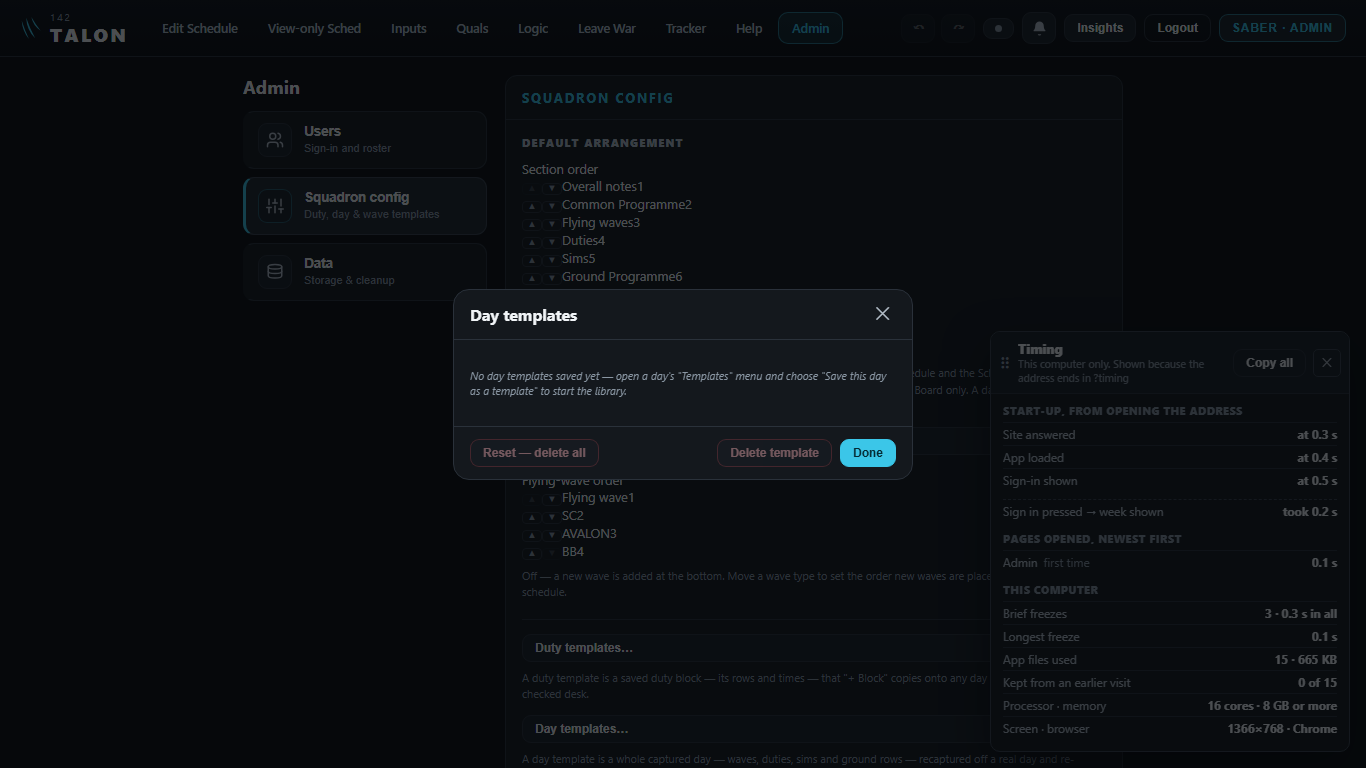 142
TALON
Edit Schedule
View-only Sched
Inputs
Quals
Logic
Leave War
Tracker
Help
Admin
Insights
Logout
SABER · ADMIN
Admin
Users
Sign-in and roster
Squadron config
Duty, day & wave templates
Data
Storage & cleanup
SQUADRON CONFIG
DEFAULT ARRANGEMENT
Section order
Overall notes1
Common Programme2
Flying waves3
Duties4
Sims5
Ground Programme6
Day templates
No day templates saved yet — open a day's "Templates" menu and choose "Save this day
as a template" to start the library.
Reset — delete all
Delete template
Done
Board only. A
Flying-wave order
Flying wave1
SC2
AVALON3
BB4
Off — a new wave is added at the bottom. Move a wave type to set the order new waves are
schedule.
Duty templates...
A duty template is a saved duty block — its rows and times — that "+ Block" copies onto any day
checked desk.
Day templates...
A day template is a whole captured day — waves, duties, sims and ground rows — recaptured off a real day and re-
Timing
This computer only. Shown because the
address ends in ?timing
Copy all
START-UP, FROM OPENING THE ADDRESS
Site answered at 0.3 s
App loaded at 0.4 s
Sign-in shown at 0.5 s
Sign in pressed → week shown took 0.2 s
PAGES OPENED, NEWEST FIRST
Admin first time 0.1 s
THIS COMPUTER
Brief freezes 3 · 0.3 s in all
Longest freeze 0.1 s
App files used 15 · 665 KB
Kept from an earlier visit 0 of 15
Processor · memory 16 cores · 8 GB or more
Screen · browser 1366×768 · Chrome